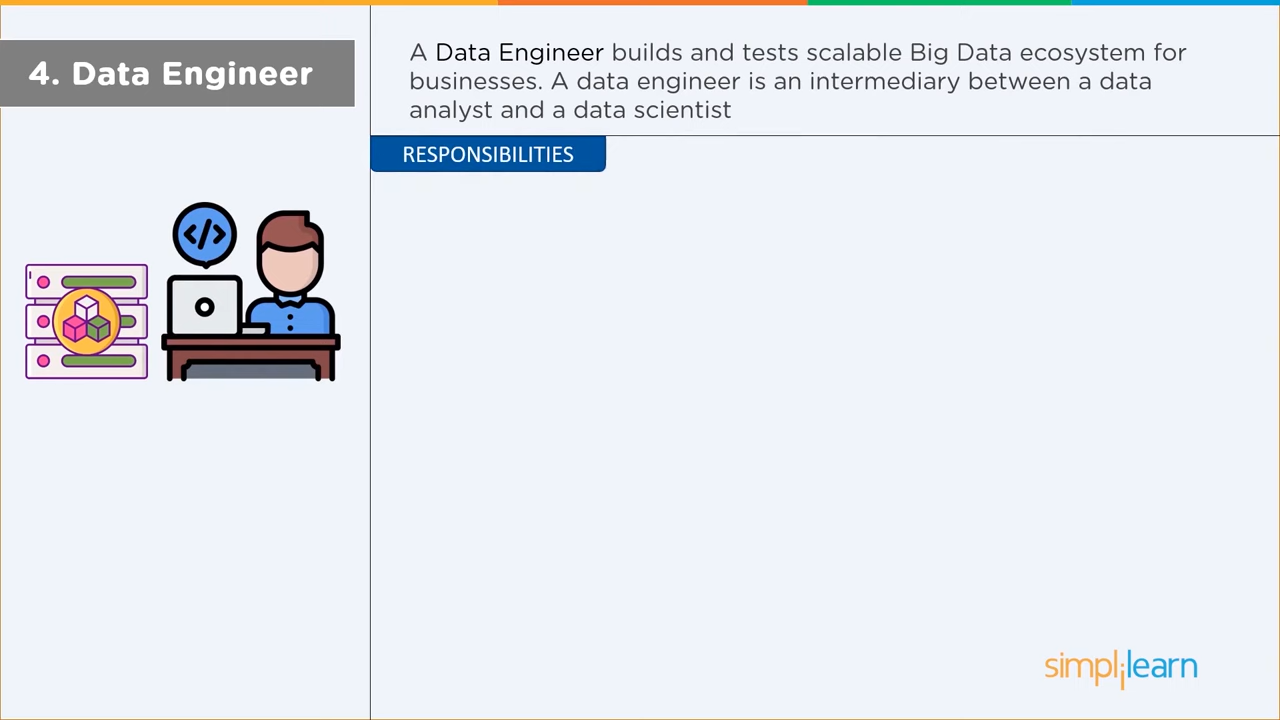 4. Data Engineer
A Data Engineer builds and tests scalable Big Data ecosystem for
businesses. A data engineer is an intermediary between a data
analyst and a data scientist
RESPONSIBILITIES
</>
simplilearn